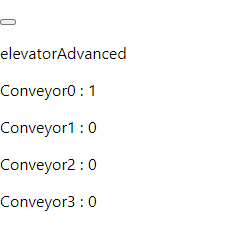 elevatorAdvanced
Conveyor0 : 1
Conveyor1 : 0
Conveyor2 : 0
Conveyor3 : 0